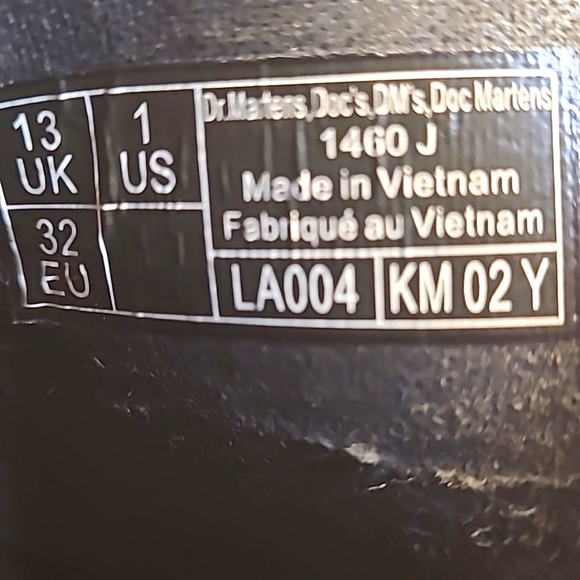 13
UK
1
US
32
EU
Dr.Martens,Doc's,DM's,Doc Martens
1460 J
Made in Vietnam
Fabriqué au Vietnam
LA004
KM 02 Y